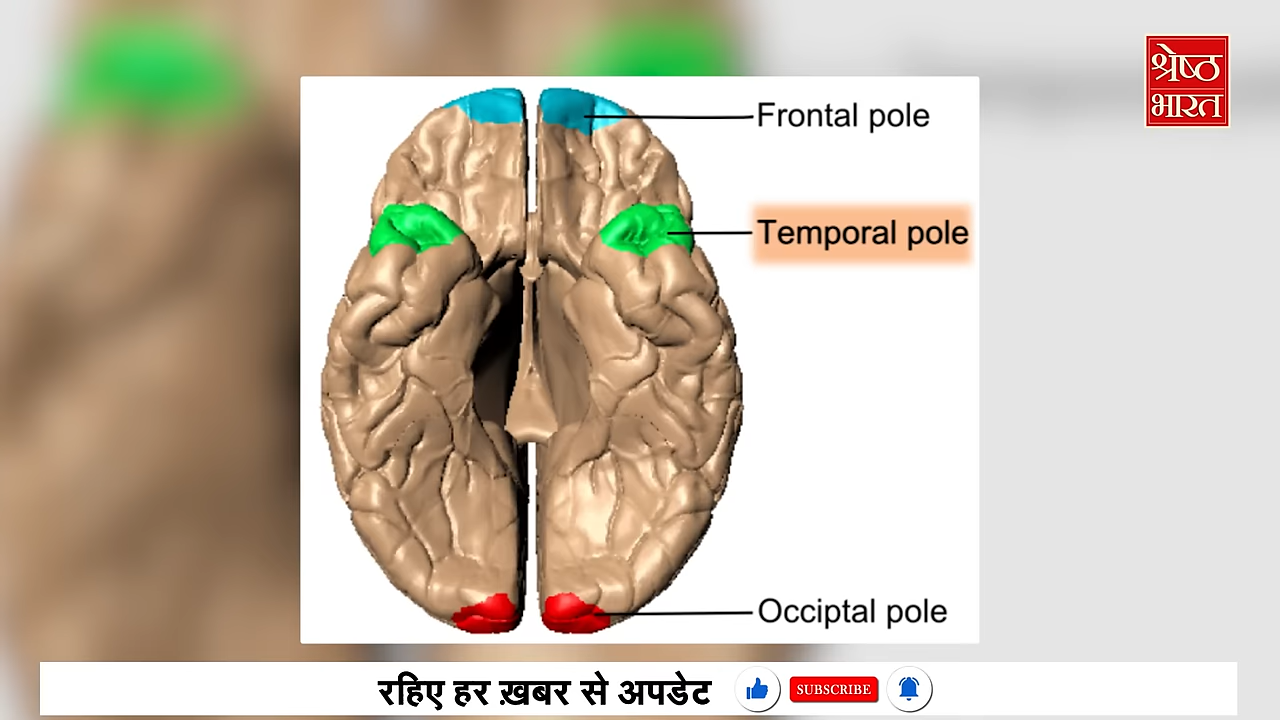 श्रेष्ठ
भारत
Frontal pole
Temporal pole
Occiptal pole
रहिए हर ख़बर से अपडेट
SUBSCRIBE